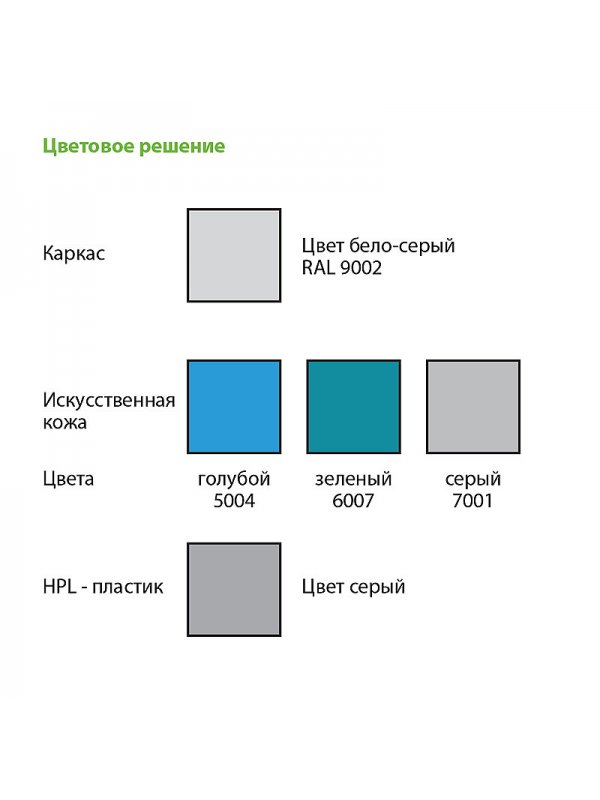 Цветовое решение
Каркас
Цвет бело-серый
RAL 9002
Искусственная
кожа
Цвета
голубой
5004
зеленый
6007
серый
7001
HPL - пластик
Цвет серый